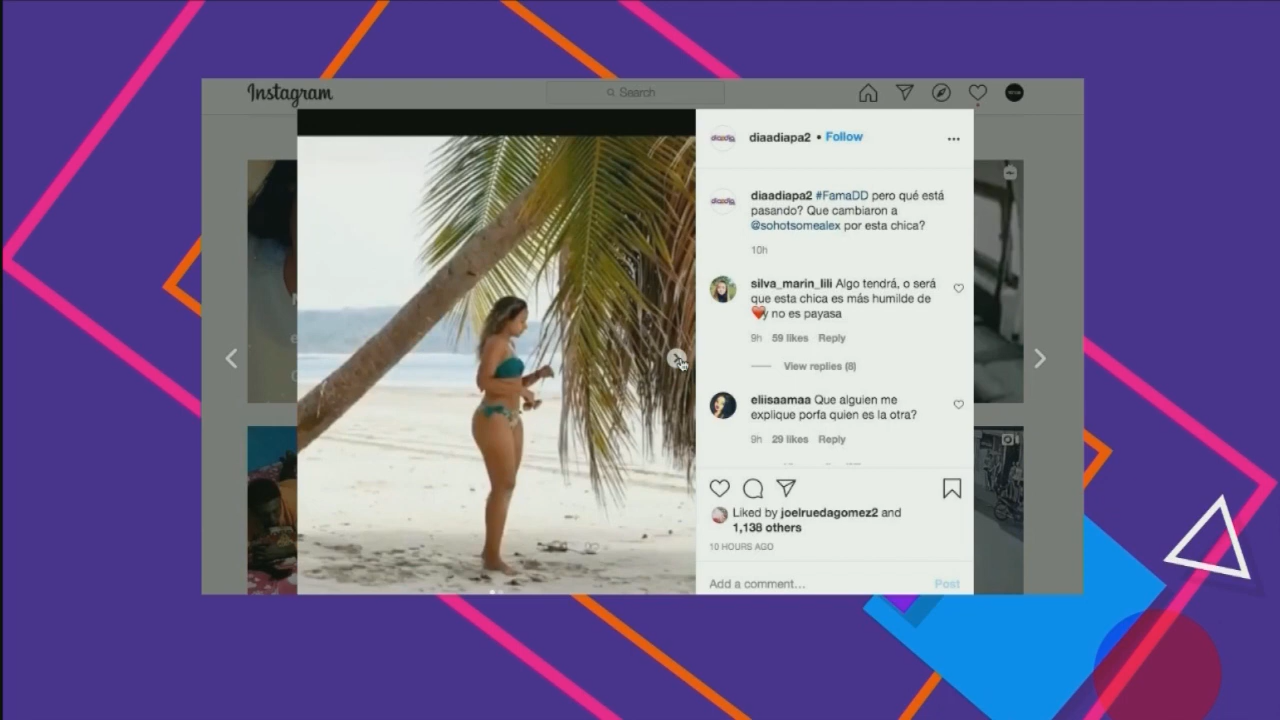 Instagram
Search
diaadiapa2 • Follow
diaadiapa2 #FamaDD pero qué está
pasando? Que cambiaron a
@sohotsomealex por esta chica?
10h
silva_marin_lili Algo tendrá, o será
que esta chica es más humilde de
❤️y no es payasa
9h 59 likes Reply
View replies (8)
eliisaamaa Que alguien me
explique porfa quien es la otra?
9h 29 likes Reply
Liked by joelruedagomez2 and
1,138 others
10 HOURS AGO
Add a comment...
Post